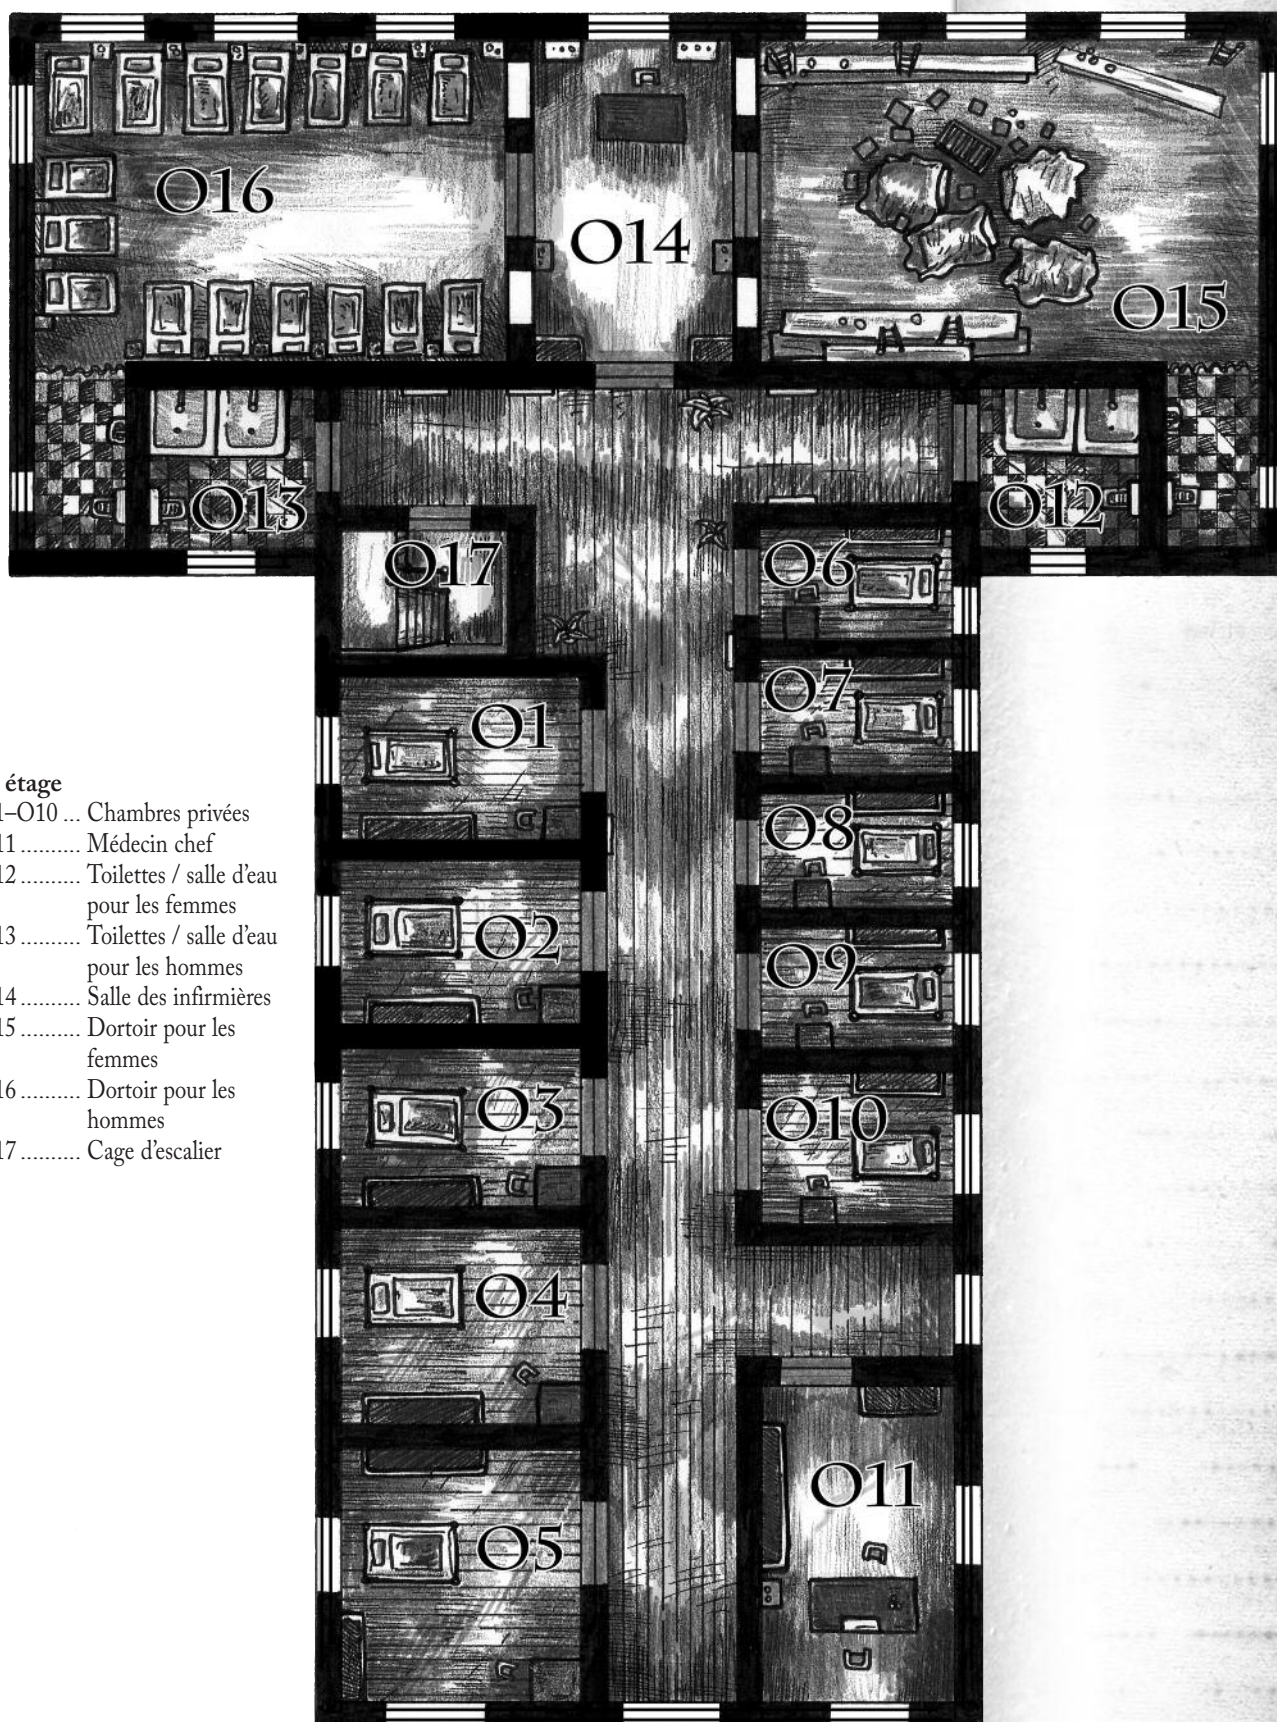 O16
O14
O15
O13
O12
O17
O6
O1
O7
O8
O2
O9
O3
O10
O4
O11
O5
étage
1–O10 ... Chambres privées
11 .......... Médecin chef
12 .......... Toilettes / salle d'eau
pour les femmes
13 .......... Toilettes / salle d'eau
pour les hommes
14 .......... Salle des infirmières
15 .......... Dortoir pour les
femmes
16 .......... Dortoir pour les
hommes
17 .......... Cage d'escalier